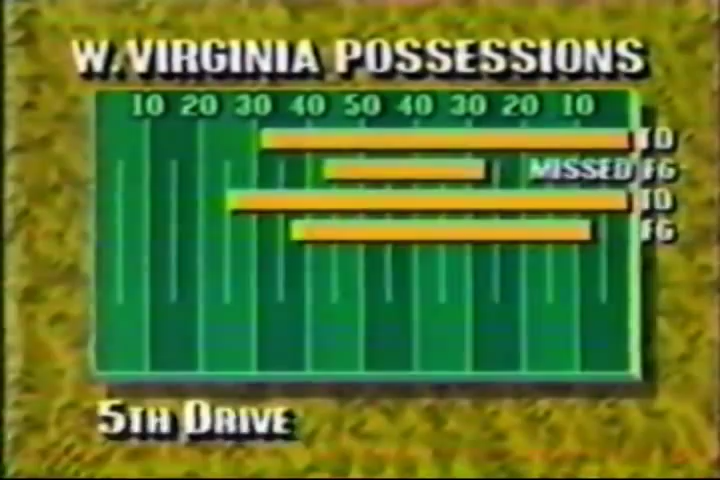 W. VIRGINIA POSSESSIONS
10 20 30 40 50 40 30 20 10
TD
MISSED FG
TD
FG
5TH DRIVE